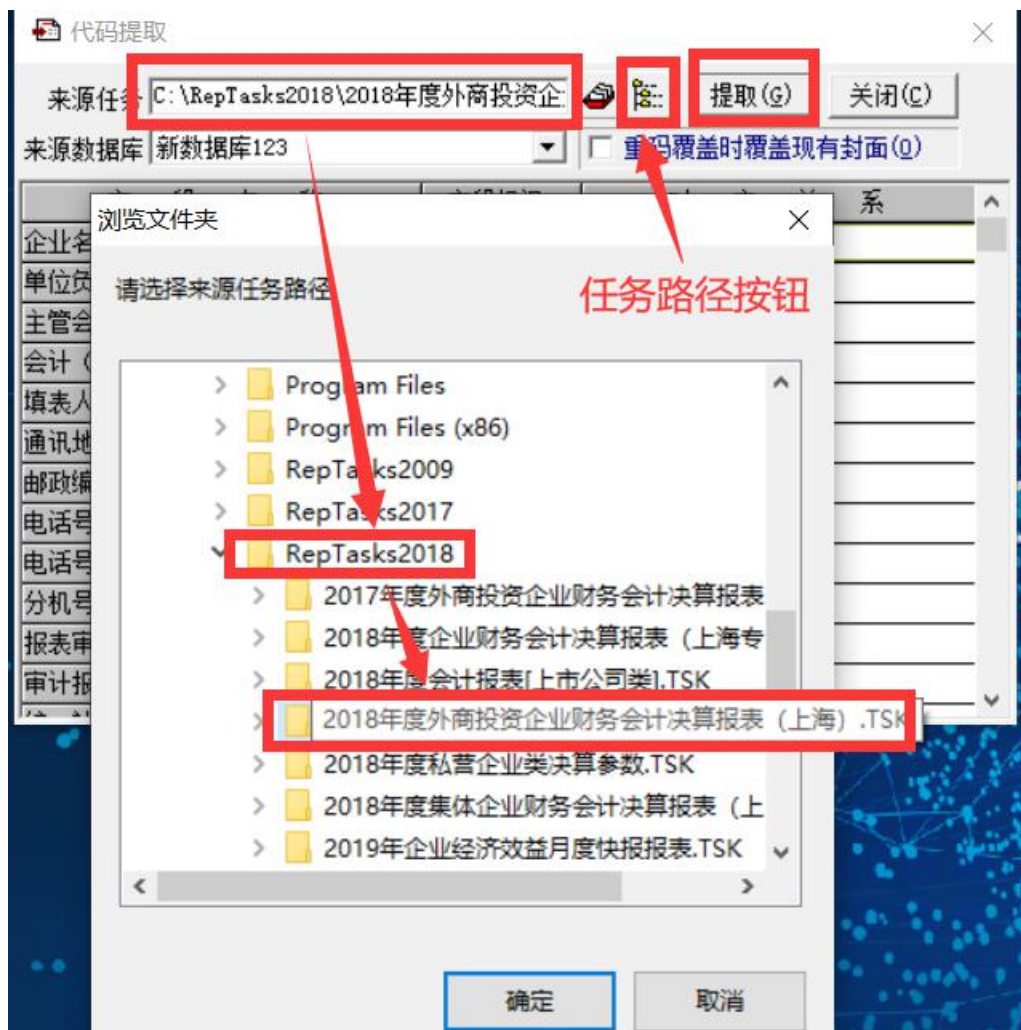 代码提取
来源任务 C:\RepTasks2018\2018年度外商投资企 提取(G) 关闭(C)
来源数据库 新数据库123 重码覆盖时覆盖现有封面(O)
系
浏览文件夹
企业名
单位负
请选择来源任务路径
任务路径按钮
主管会
会计（
填表人
通讯地
邮政编
电话号
电话号
分机号
报表审
审计报
Program Files
Program Files (x86)
RepTasks2009
RepTasks2017
RepTasks2018
2017年度外商投资企业财务会计决算报表
2018年度企业财务会计决算报表（上海专
2018年度会计报表[上市公司类].TSK
2018年度外商投资企业财务会计决算报表（上海）.TSK
2018年度私营企业类决算参数.TSK
2018年度集体企业财务会计决算报表（上
2019年企业经济效益月度快报报表.TSK
确定 取消